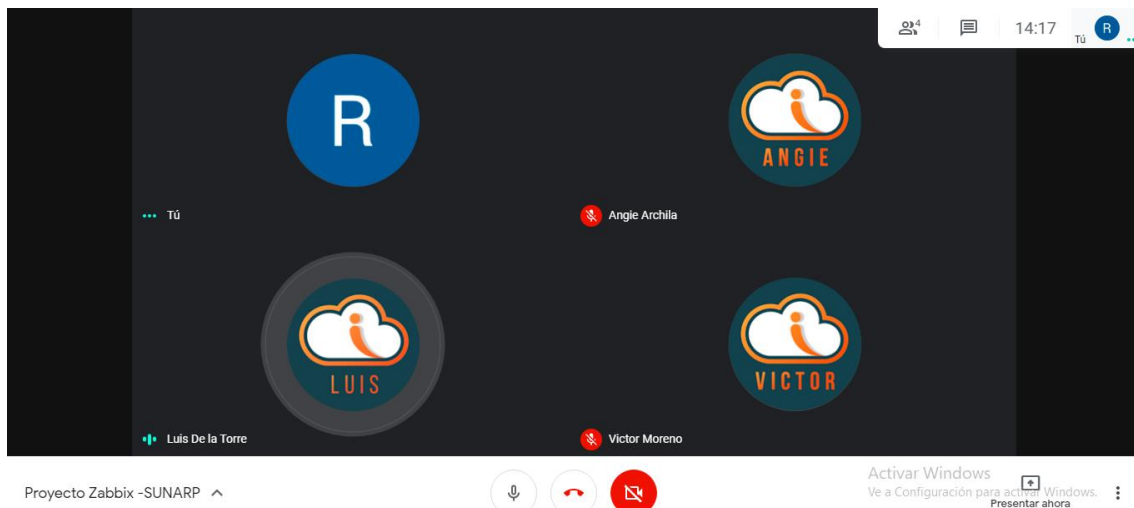 4
14:17
Tú
R
R
ANGIE
Tú
Angie Archila
LUIS
VICTOR
Luis De la Torre
Victor Moreno
Proyecto Zabbix -SUNARP
Activar Windows
Ve a Configuración para activar Windows.
Presentar ahora